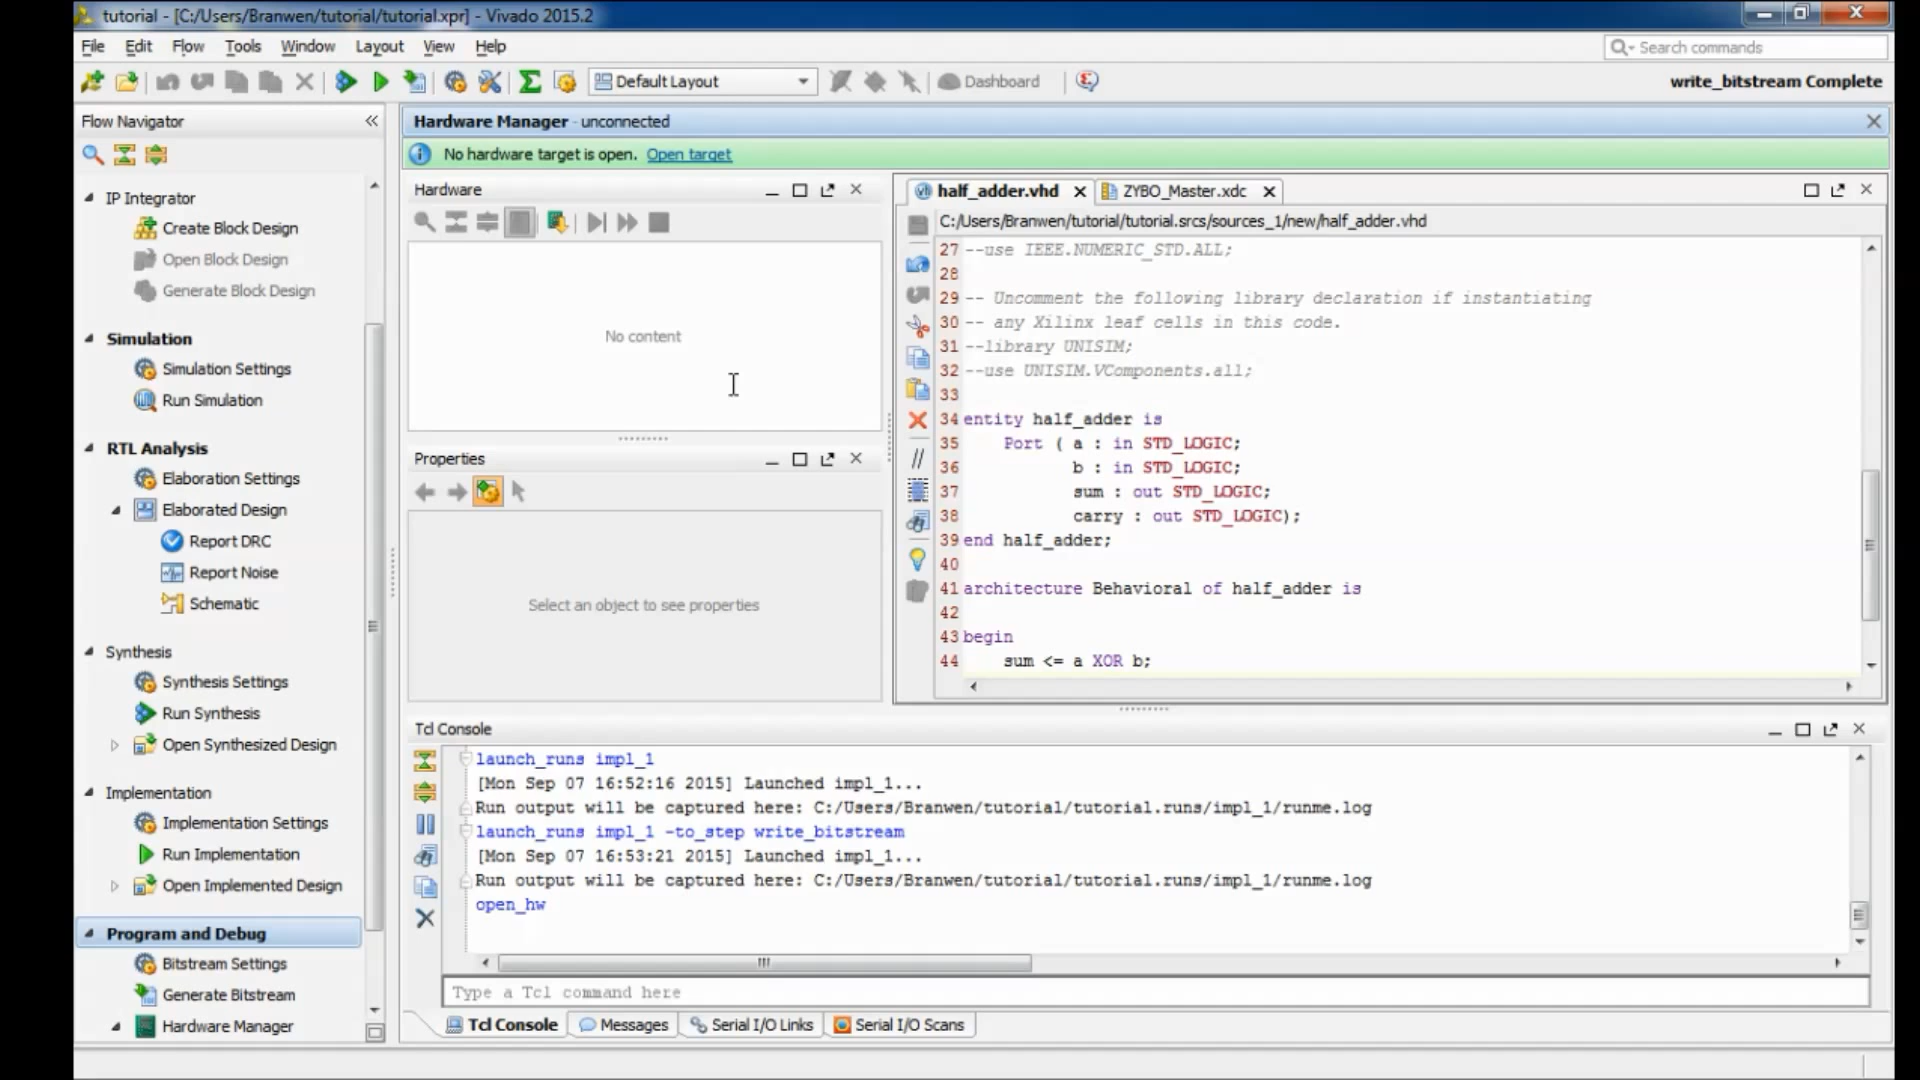 tutorial - [C:/Users/Branwen/tutorial/tutorial.xpr] - Vivado 2015.2
File Edit Flow Tools Window Layout View Help
Search commands
Default Layout
Dashboard
write_bitstream Complete
Flow Navigator
IP Integrator
Create Block Design
Open Block Design
Generate Block Design
Simulation
Simulation Settings
Run Simulation
RTL Analysis
Elaboration Settings
Elaborated Design
Report DRC
Report Noise
Schematic
Synthesis
Synthesis Settings
Run Synthesis
Open Synthesized Design
Implementation
Implementation Settings
Run Implementation
Open Implemented Design
Program and Debug
Bitstream Settings
Generate Bitstream
Hardware Manager
Hardware Manager - unconnected
No hardware target is open. Open target
Hardware
No content
Properties
Select an object to see properties
half_adder.vhd
ZYBO_Master.xdc
C:/Users/Branwen/tutorial/tutorial.srcs/sources_1/new/half_adder.vhd
27 --use IEEE.NUMERIC_STD.ALL;
28
29 -- Uncomment the following library declaration if instantiating
30 -- any Xilinx leaf cells in this code.
31 --library UNISIM;
32 --use UNISIM.VComponents.all;
33
34 entity half_adder is
35 Port ( a : in STD_LOGIC;
36 b : in STD_LOGIC;
37 sum : out STD_LOGIC;
38 carry : out STD_LOGIC);
39 end half_adder;
40
41 architecture Behavioral of half_adder is
42
43 begin
44 sum <= a XOR b;
Tcl Console
launch_runs impl_1
[Mon Sep 07 16:52:16 2015] Launched impl_1...
Run output will be captured here: C:/Users/Branwen/tutorial/tutorial.runs/impl_1/runme.log
launch_runs impl_1 -to_step write_bitstream
[Mon Sep 07 16:53:21 2015] Launched impl_1...
Run output will be captured here: C:/Users/Branwen/tutorial/tutorial.runs/impl_1/runme.log
open_hw
Type a Tcl command here
Tcl Console Messages Serial I/O Links Serial I/O Scans